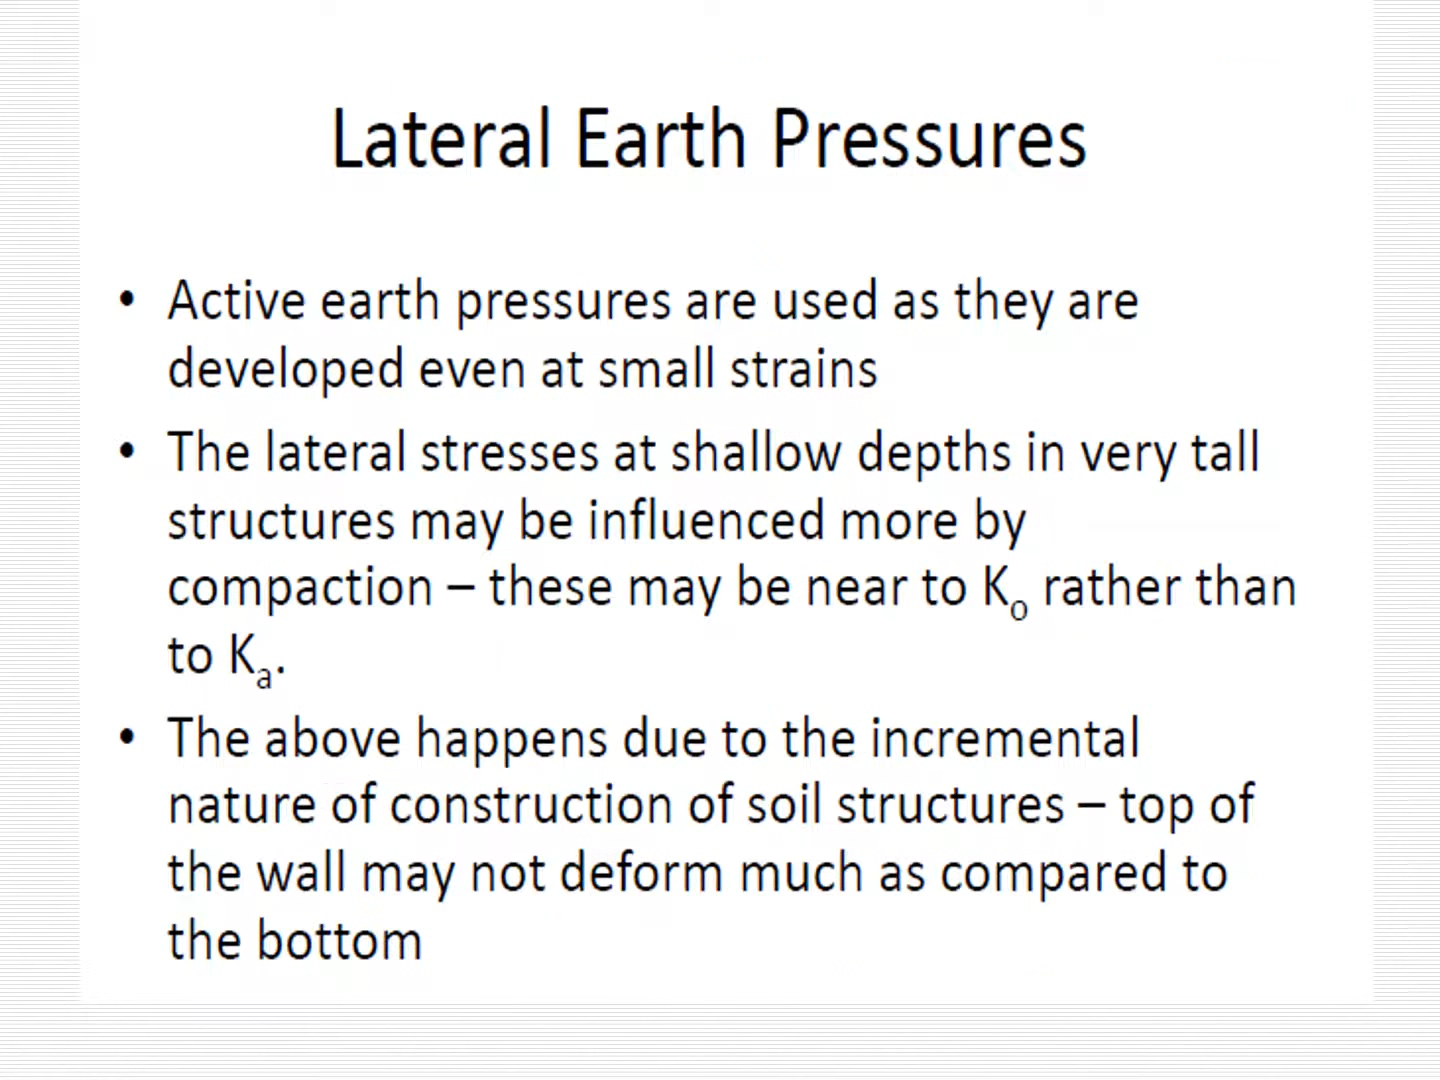 Lateral Earth Pressures
• Active earth pressures are used as they are
developed even at small strains
• The lateral stresses at shallow depths in very tall
structures may be influenced more by
compaction – these may be near to Ko rather than
to Ka.
• The above happens due to the incremental
nature of construction of soil structures – top of
the wall may not deform much as compared to
the bottom